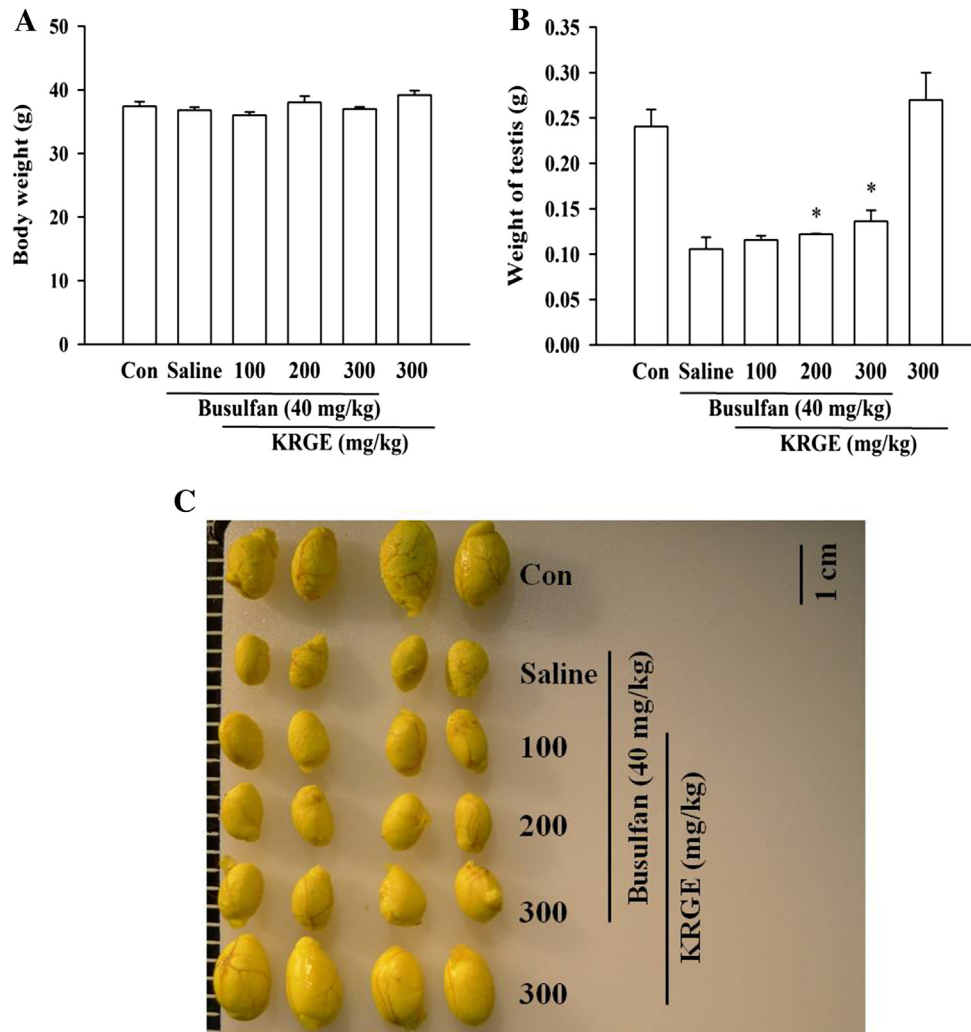 A
Body weight (g)
50
40
30
20
10
0
Con Saline 100 200 300 300
Busulfan (40 mg/kg)
KRGE (mg/kg)
B
Weight of testis (g)
0.35
0.30
0.25
0.20
0.15
0.10
0.05
0.00
*
*
Con Saline 100 200 300 300
Busulfan (40 mg/kg)
KRGE (mg/kg)
C
Con
Saline
100
200
300
300
Busulfan (40 mg/kg)
KRGE (mg/kg)
1 cm